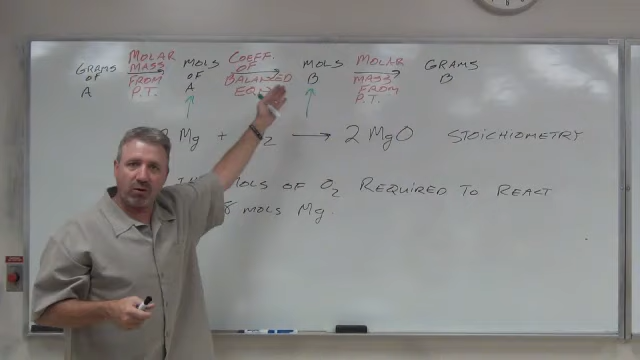 GRAMS OF A MOLAR MASS FROM P.T. MOLS OF A COEFF. OF BALANCED EQU MOLS B MOLAR MASS FROM P.T. GRAMS B
Mg + 2 → 2 MgO STOICHIOMETRY
MOLS OF O2 REQUIRED TO REACT
MOLS Mg.